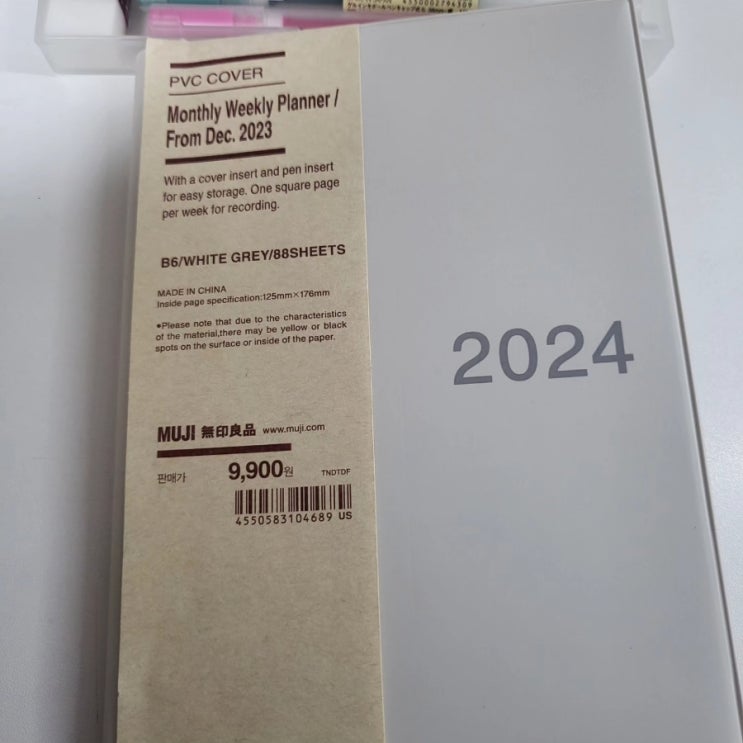 4550002796309
PVC COVER
Monthly Weekly Planner /
From Dec. 2023
With a cover insert and pen insert
for easy storage. One square page
per week for recording.
B6/WHITE GREY/88SHEETS
MADE IN CHINA
Inside page specification:125mm×176mm
●Please note that due to the characteristics
of the material,there may be yellow or black
spots on the surface or inside of the paper.
MUJI 無印良品 www.muji.com
판매가 9,900원 TNDTDF
4550583104689 US
2024